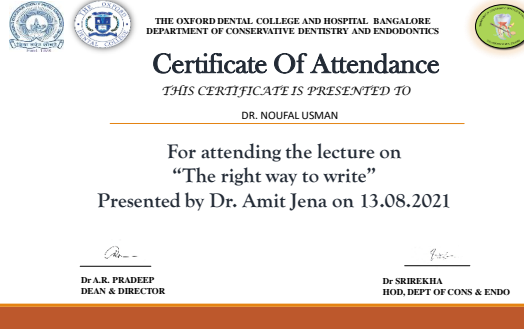 THE OXFORD DENTAL COLLEGE AND HOSPITAL BANGALORE
DEPARTMENT OF CONSERVATIVE DENTISTRY AND ENDODONTICS
Certificate Of Attendance
THIS CERTIFICATE IS PRESENTED TO
DR. NOUFAL USMAN
For attending the lecture on
“The right way to write”
Presented by Dr. Amit Jena on 13.08.2021
Dr A.R. PRADEEP
DEAN & DIRECTOR
Dr SRIREKHA
HOD, DEPT OF CONS & ENDO